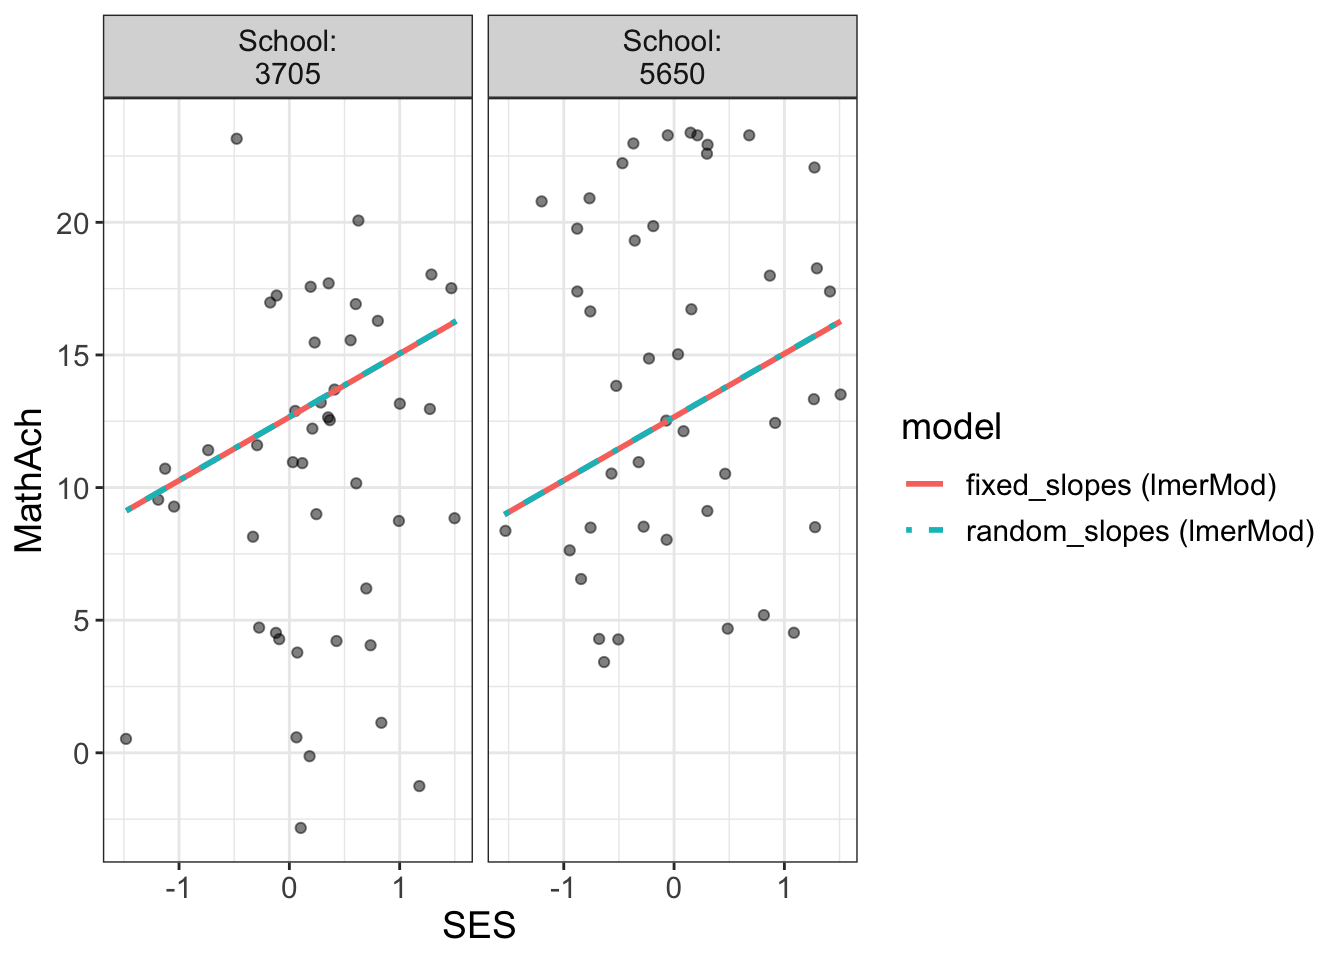 School:
3705
School:
5650
MathAch
20
15
10
5
0
-1
0
1
-1
0
1
SES
model
fixed_slopes (lmerMod)
random_slopes (lmerMod)